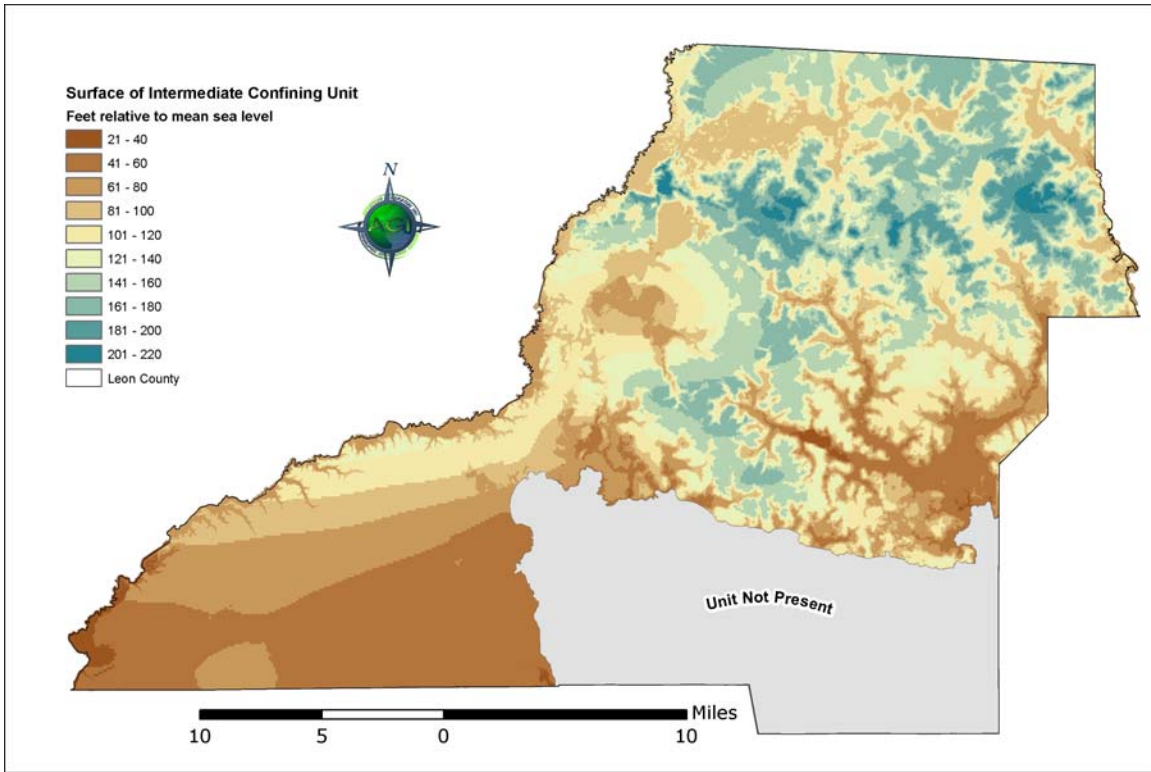 Surface of Intermediate Confining Unit
Feet relative to mean sea level
21 - 40
41 - 60
61 - 80
81 - 100
101 - 120
121 - 140
141 - 160
161 - 180
181 - 200
201 - 220
Leon County
N
AGI
Unit Not Present
Miles
10 5 0 10